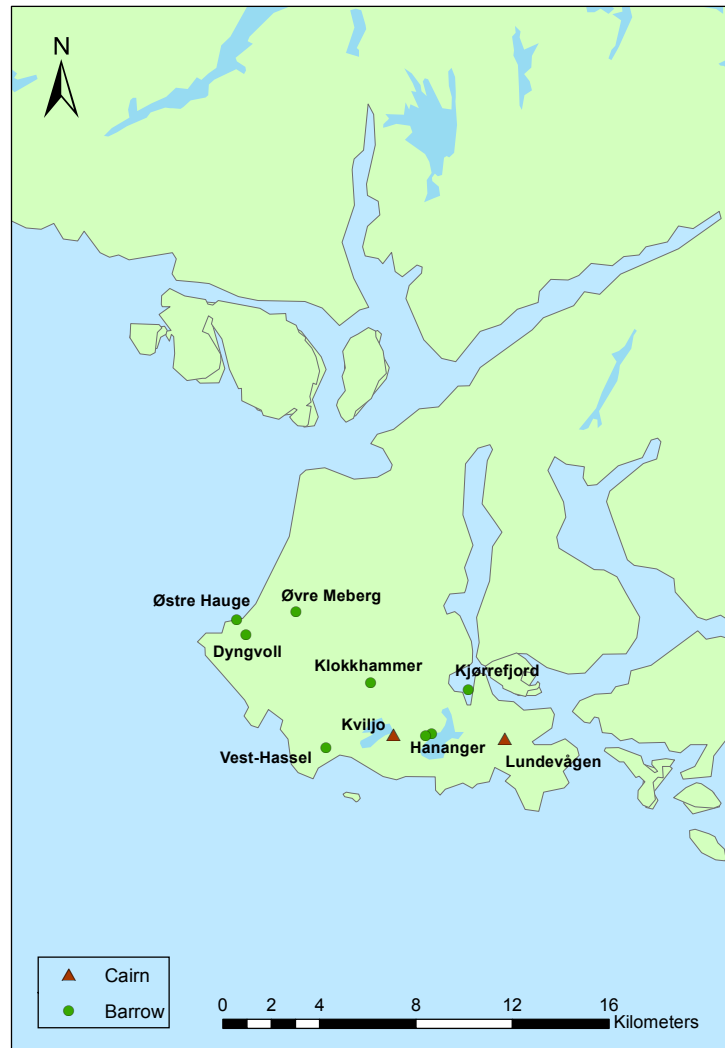 N
Østre Hauge
Øvre Meberg
Dyngvoll
Klokkhammer
Kjørrefjord
Kviljo
Hananger
Vest-Hassel
Lundevågen
Cairn
Barrow
0 2 4 8 12 16
Kilometers